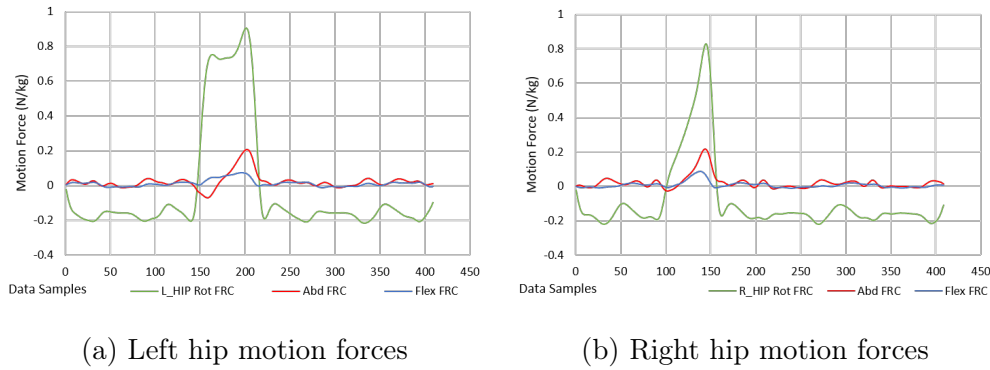 Motion Force (N/kg)
1
0.8
0.6
0.4
0.2
0
-0.2
-0.4
0 50 100 150 200 250 300 350 400 450
Data Samples L_HIP Rot FRC Abd FRC Flex FRC
(a) Left hip motion forces
Motion Force (N/kg)
1
0.8
0.6
0.4
0.2
0
-0.2
-0.4
0 50 100 150 200 250 300 350 400 450
Data Samples R_HIP Rot FRC Abd FRC Flex FRC
(b) Right hip motion forces